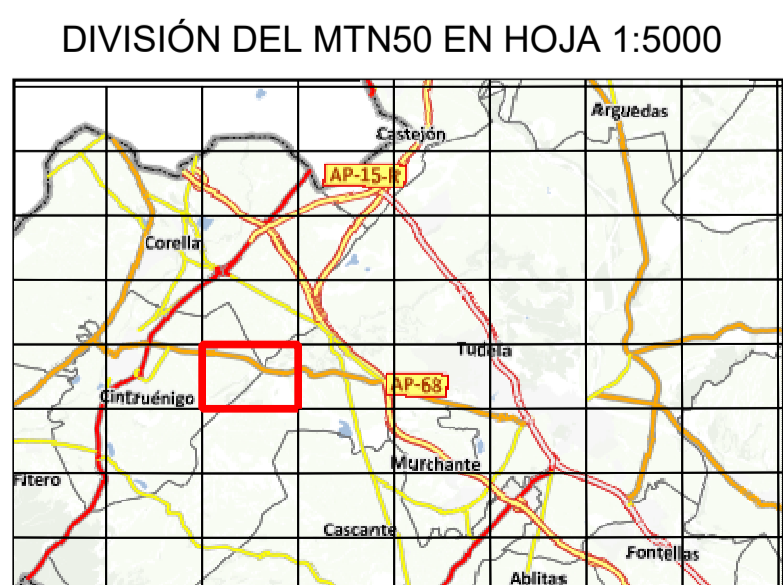 DIVISIÓN DEL MTN50 EN HOJA 1:5000
Arguedas
Castejón
AP-15-R
Corella
Tudela
AP-68
Cintruénigo
Murchante
Fitero
Cascante
Fontellas
Ablitas